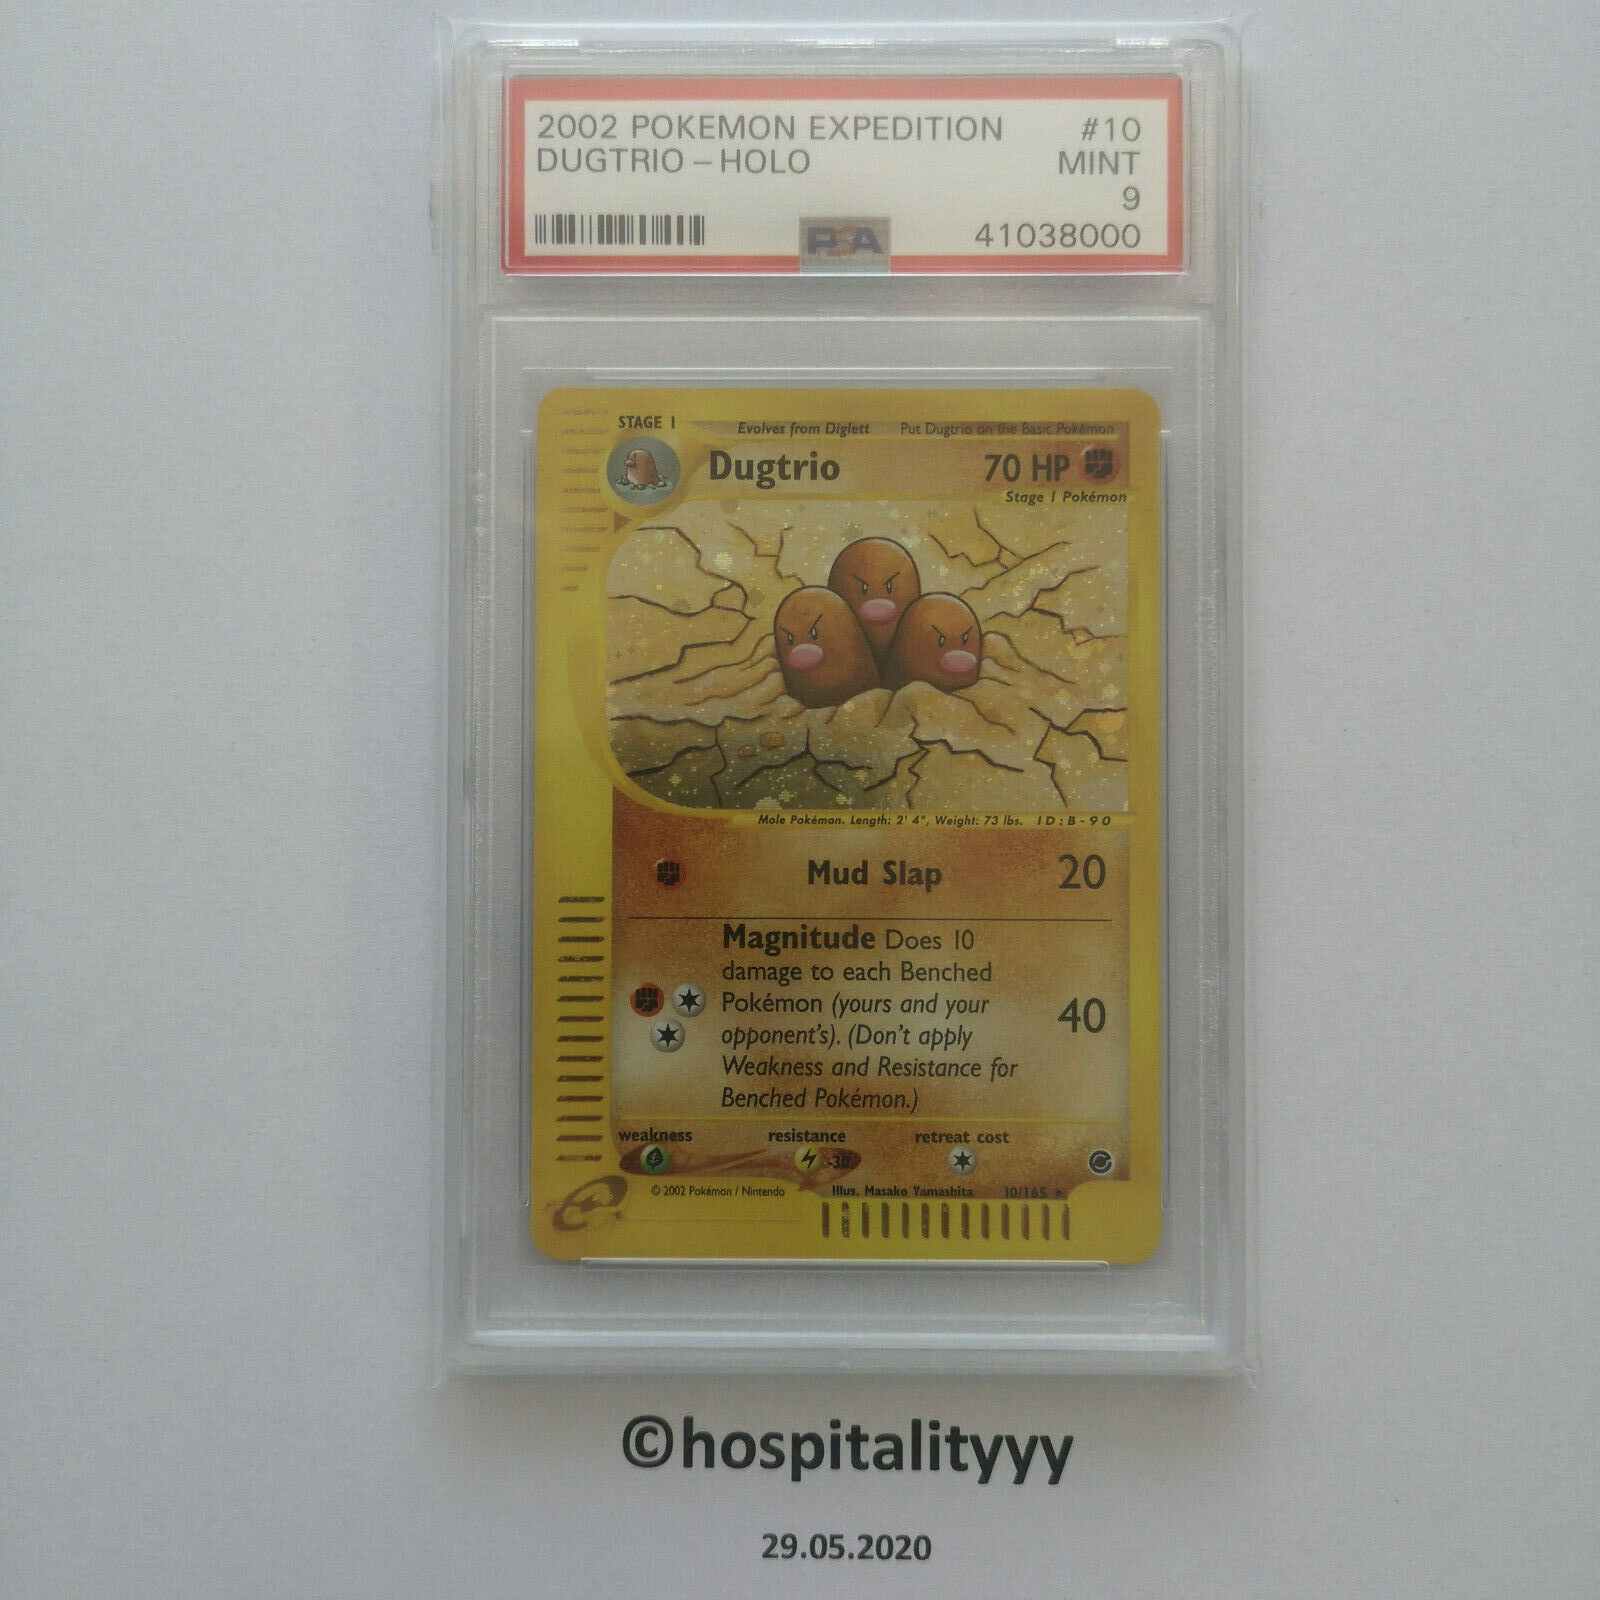 2002 POKEMON EXPEDITION #10
DUGTRIO - HOLO MINT
9
PSA 41038000
STAGE 1 Evolves from Diglett Put Dugtrio on the Basic Pokémon
Dugtrio 70 HP
Stage 1 Pokémon
Mole Pokémon. Length: 2' 4", Weight: 73 lbs. ID:B-90
Mud Slap 20
Magnitude Does 10
damage to each Benched
Pokémon (yours and your
opponent's). (Don't apply
Weakness and Resistance for
Benched Pokémon.)
40
weakness resistance retreat cost
-30
© 2002 Pokémon / Nintendo Illus. Masako Yamashita 10/165 ★
©hospitalityyy
29.05.2020